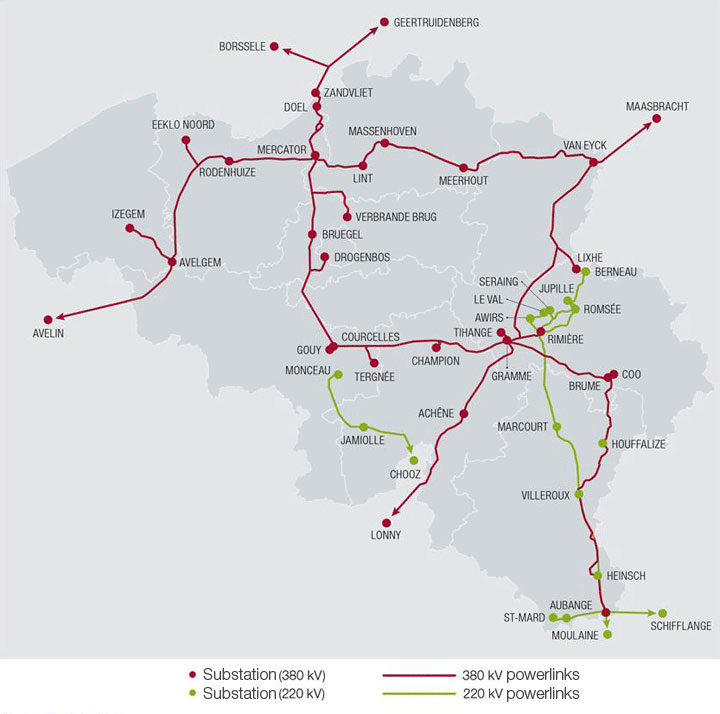 GEERTRUIDENBERG
BORSSELE
ZANDVLIET
DOEL
MAASBRACHT
EEKLO NOORD
MASSENHOVEN
MERCATOR
VAN EYCK
RODENHUIZE
LINT
MEERHOUT
IZEGEM
VERBRANDE BRUG
BRUEGEL
AVELGEM
DROGENBOS
LIXHE
BERNEAU
SERAING
JUPILLE
LE VAL
ROMSÉE
AWIRS
AVELIN
TIHANGE
COURCELLES
RIMIÈRE
GOUY
CHAMPION
MONCEAU
TERGNÉE
GRAMME
COO
BRUME
ACHÊNE
MARCOURT
JAMIOLLE
HOUFFALIZE
CHOOZ
VILLEROUX
LONNY
HEINSCH
AUBANGE
ST-MARD
SCHIFFLANGE
MOULAINE
Substation (380 kV) 380 kV powerlinks
Substation (220 kV) 220 kV powerlinks